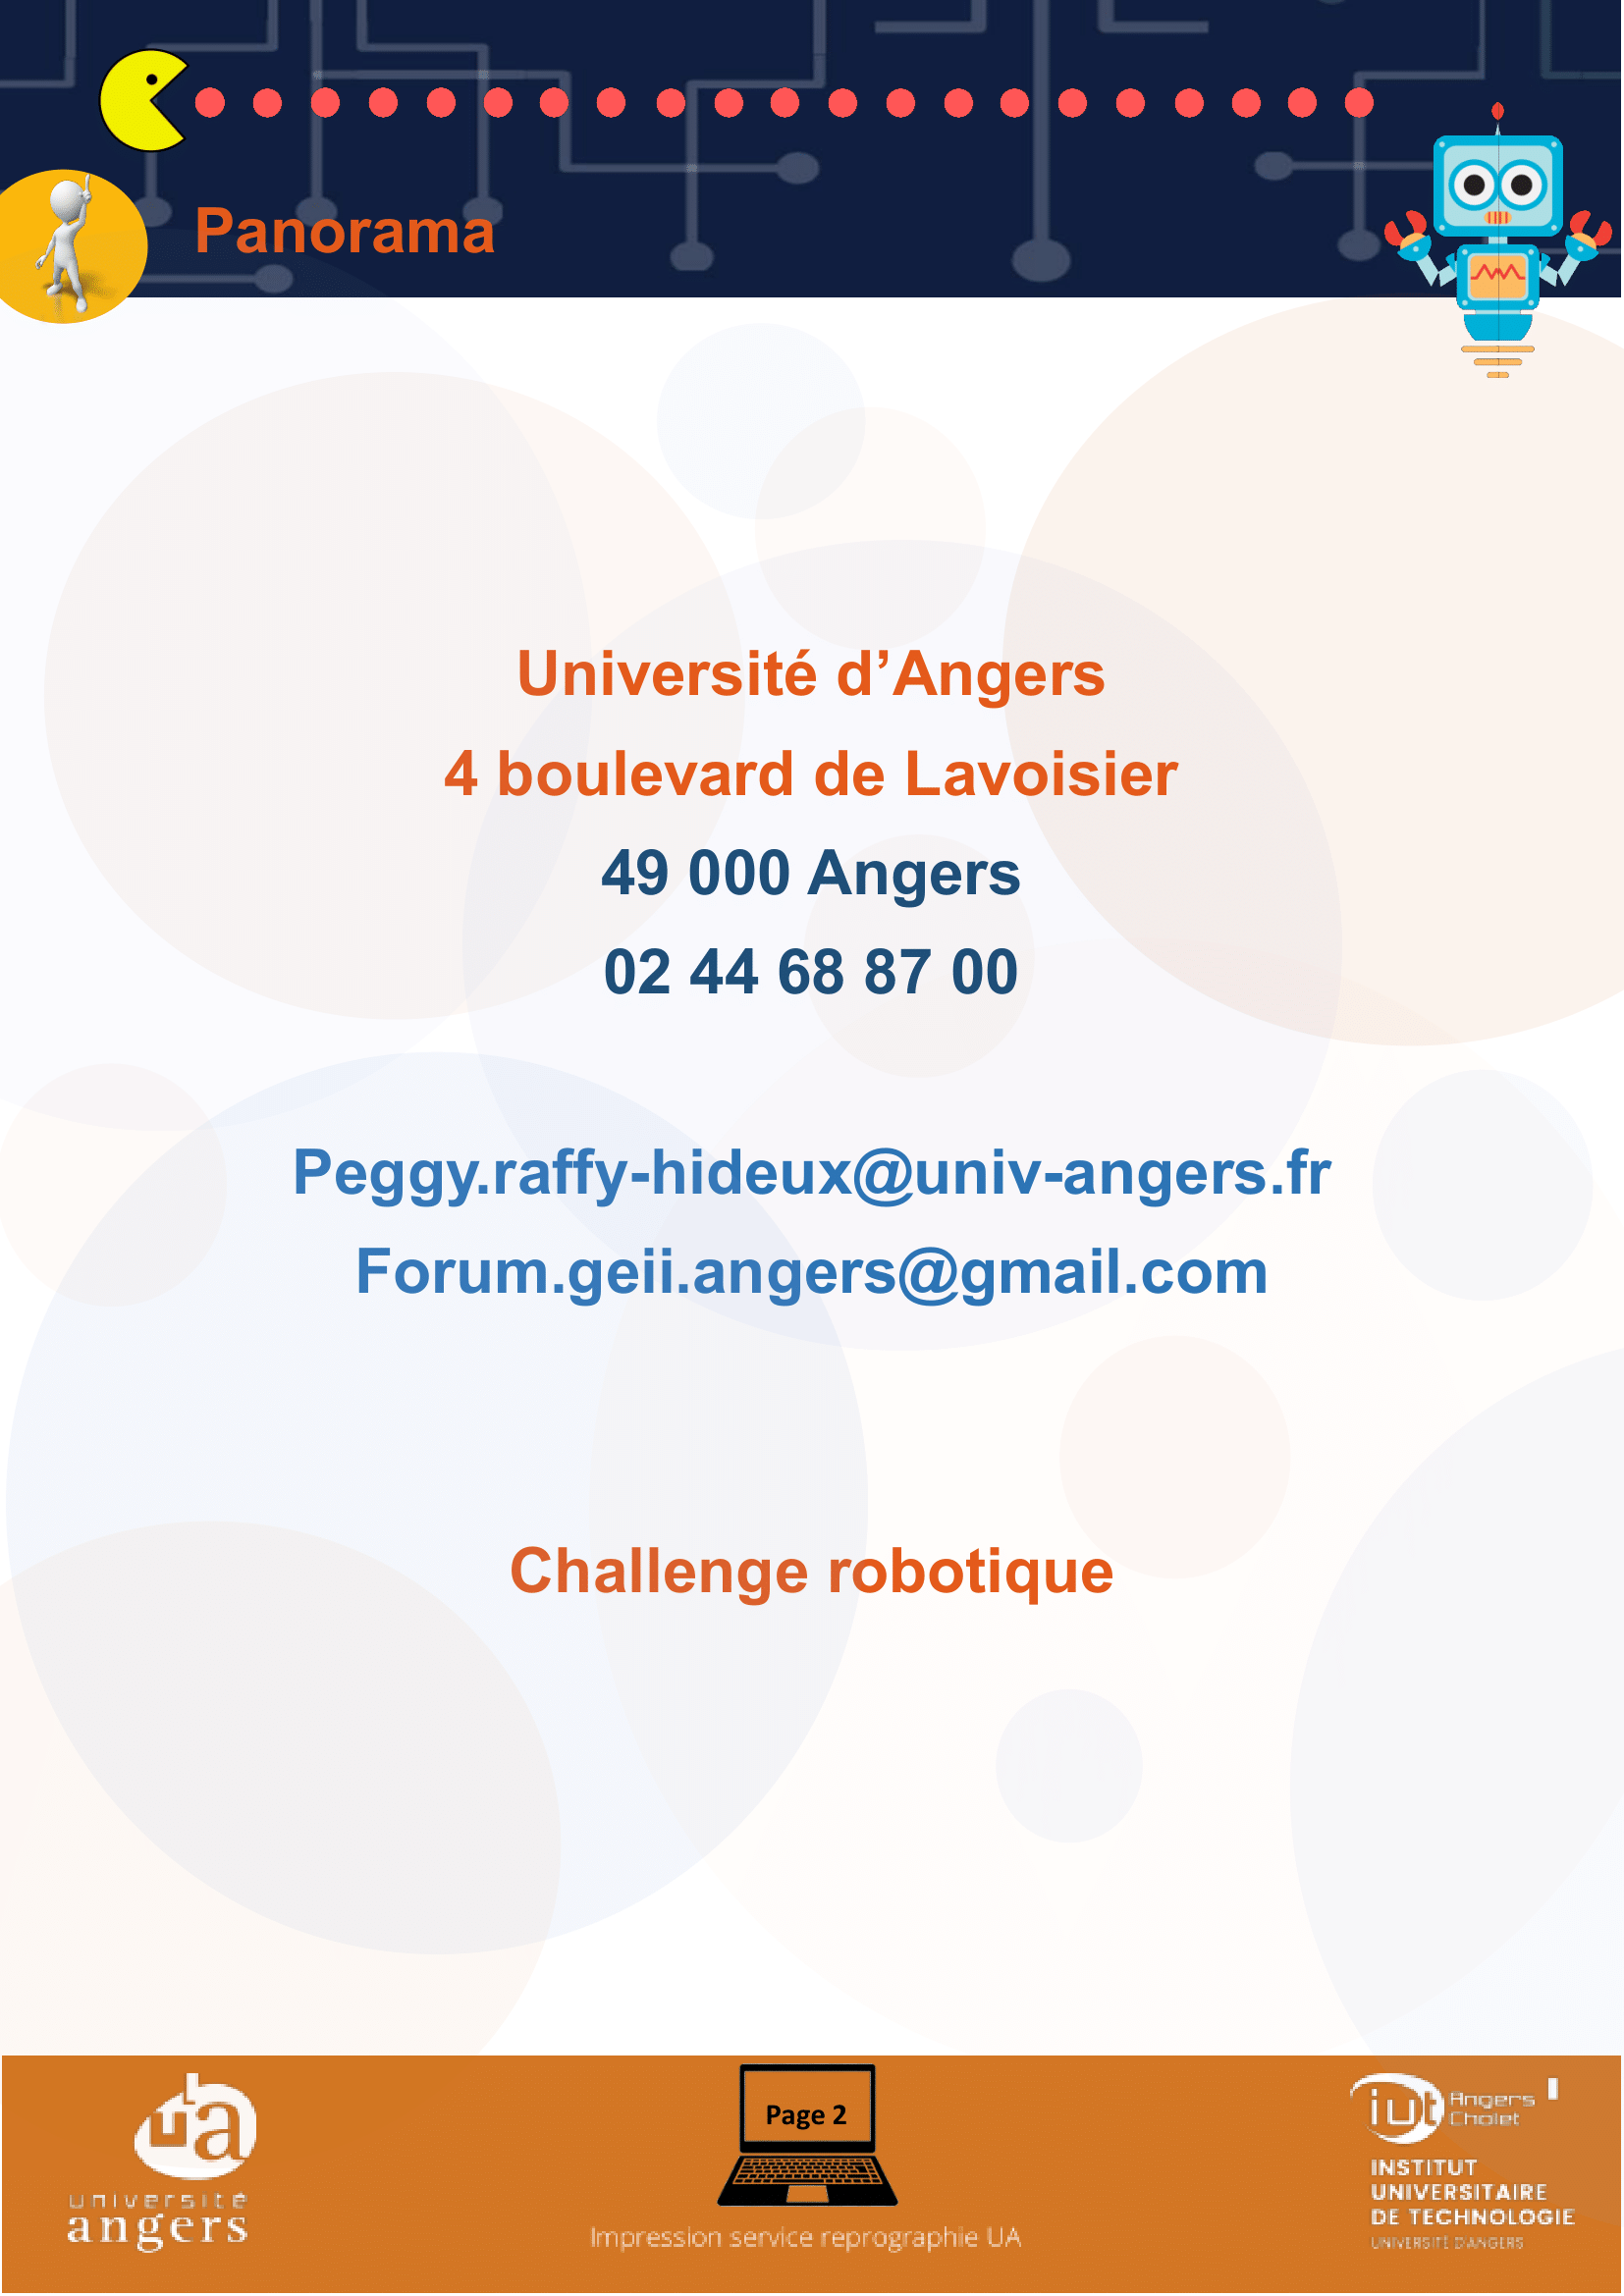 Panorama
Université d’Angers
4 boulevard de Lavoisier
49 000 Angers
02 44 68 87 00
Peggy.raffy-hideux@univ-angers.fr
Forum.geii.angers@gmail.com
Challenge robotique
ua
université
angers
Page 2
Impression service reprographie UA
iut Angers
Cholet
INSTITUT
UNIVERSITAIRE
DE TECHNOLOGIE
UNIVERSITÉ D'ANGERS